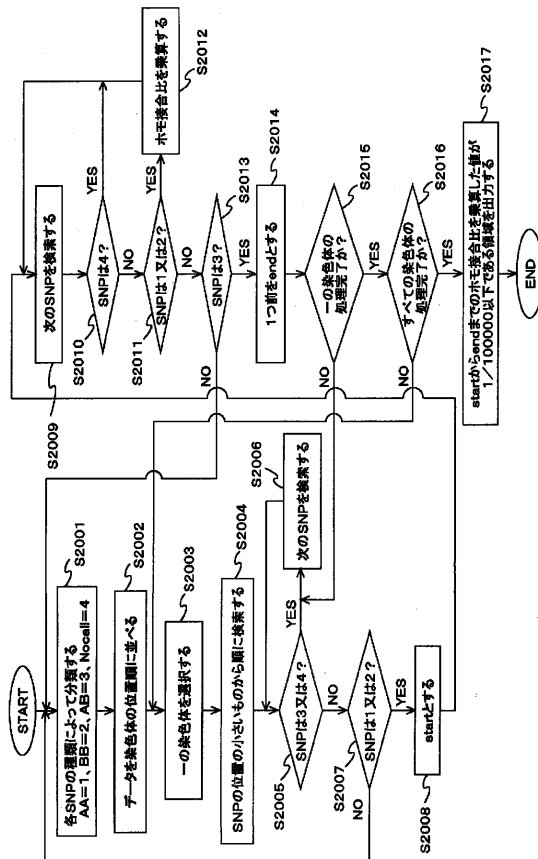 START
各SNPの種類によって分類する
AA=1、BB=2、AB=3、Nocall=4
S2001
データを染色体の位置順に並べる
S2002
一の染色体を選択する
S2003
SNPの位置の小さいものから順に検索する
S2004
SNPは3又は4？
S2005
YES
次のSNPを検索する
S2006
NO
SNPは1又は2？
S2007
NO
YES
startとする
S2008
次のSNPを検索する
S2009
SNPは4？
S2010
YES
NO
SNPは1又は2？
S2011
YES
ホモ接合比を乗算する
S2012
NO
SNPは3？
S2013
NO
YES
1つ前をendとする
S2014
一の染色体の
処理完了か？
S2015
NO
YES
すべての染色体の
処理完了か？
S2016
NO
YES
startからendまでのホモ接合比を乗算した値が
1／100000以下である領域を出力する
S2017
END